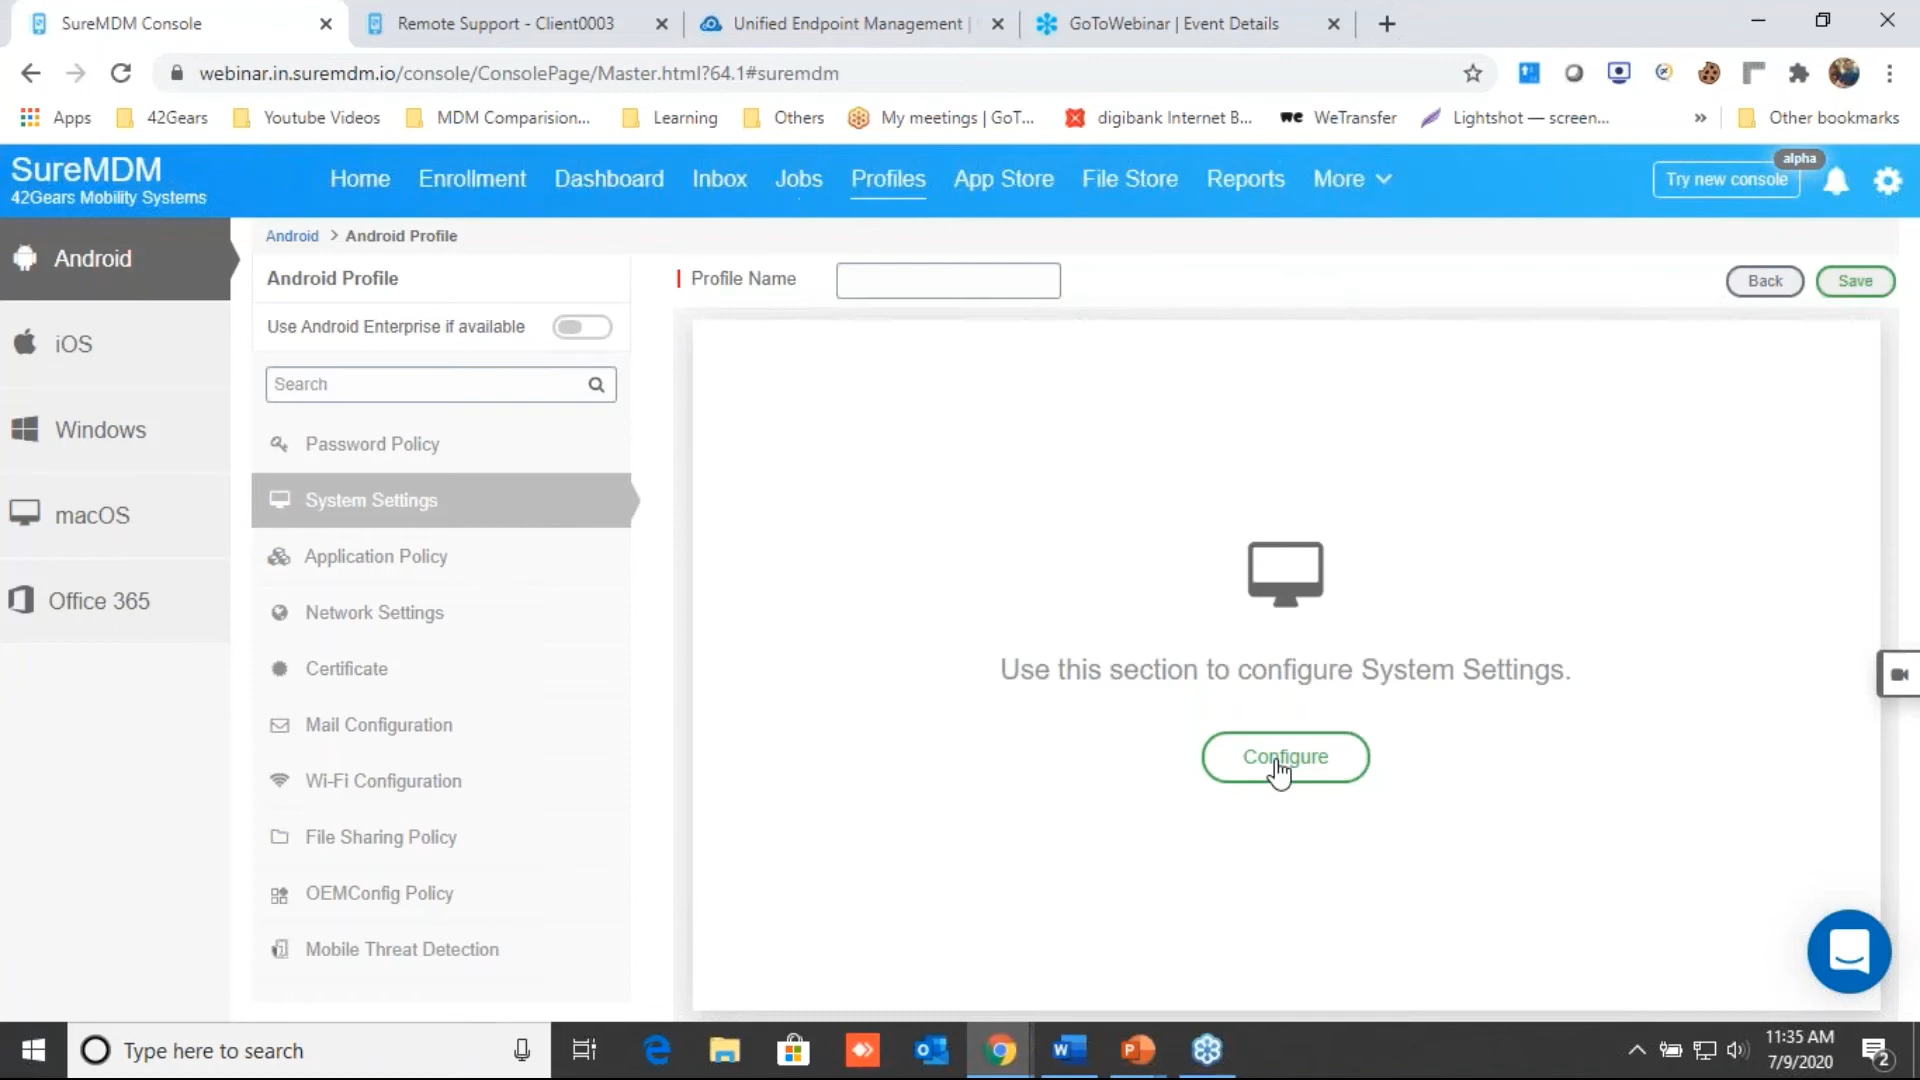 SureMDM Console
Remote Support - Client0003
Unified Endpoint Management |
GoToWebinar | Event Details
webinar.in.suremdm.io/console/ConsolePage/Master.html?64.1#suremdm
Apps
42Gears
Youtube Videos
MDM Comparision...
Learning
Others
My meetings | GoT...
digibank Internet B...
we WeTransfer
Lightshot — screen...
»
Other bookmarks
SureMDM
42Gears Mobility Systems
Home
Enrollment
Dashboard
Inbox
Jobs
Profiles
App Store
File Store
Reports
More
alpha
Try new console
Android
iOS
Windows
macOS
Office 365
Android > Android Profile
Android Profile
Use Android Enterprise if available
Search
Password Policy
System Settings
Application Policy
Network Settings
Certificate
Mail Configuration
Wi-Fi Configuration
File Sharing Policy
OEMConfig Policy
Mobile Threat Detection
Profile Name
Back
Save
Use this section to configure System Settings.
Configure
Type here to search
11:35 AM
7/9/2020
2